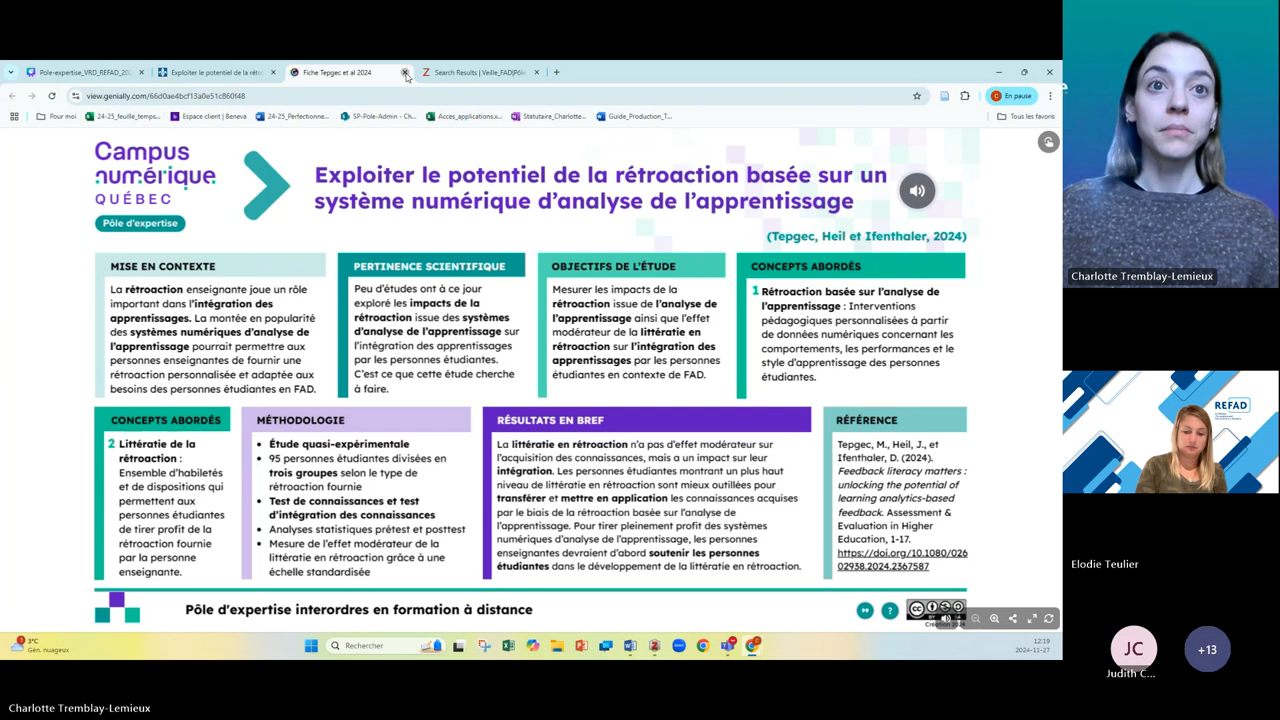 Pole-expertise_VRD_REFAD_202
Exploiter le potentiel de la rétro
Fiche Tepgec et al 2024
Search Results | Veille_FAD|Pôle
view.genially.com/66d0ae4bcf13a0e51c860f48
En pause
Pour moi
24-25_feuille_temps...
Espace client | Beneva
24-25_Perfectionne...
SP-Pole-Admin - Ch...
Acces_applications.x...
Statutaire_Charlotte...
Guide_Production_T...
Tous les favoris
Campus
numérique
QUÉBEC
Pôle d'expertise
Exploiter le potentiel de la rétroaction basée sur un
système numérique d'analyse de l'apprentissage
(Tepgec, Heil et Ifenthaler, 2024)
MISE EN CONTEXTE
La rétroaction enseignante joue un rôle
important dans l'intégration des
apprentissages. La montée en popularité
des systèmes numériques d'analyse de
l'apprentissage pourrait permettre aux
personnes enseignantes de fournir une
rétroaction personnalisée et adaptée aux
besoins des personnes étudiantes en FAD.
PERTINENCE SCIENTIFIQUE
Peu d'études ont à ce jour
exploré les impacts de la
rétroaction issue des systèmes
d'analyse de l'apprentissage sur
l'intégration des apprentissages
par les personnes étudiantes.
C'est ce que cette étude cherche
à faire.
OBJECTIFS DE L'ÉTUDE
Mesurer les impacts de la
rétroaction issue de l'analyse de
l'apprentissage ainsi que l'effet
modérateur de la littératie en
rétroaction sur l'intégration des
apprentissages par les personnes
étudiantes en contexte de FAD.
CONCEPTS ABORDÉS
1 Rétroaction basée sur l'analyse de
l'apprentissage : Interventions
pédagogiques personnalisées à partir
de données numériques concernant les
comportements, les performances et le
style d'apprentissage des personnes
étudiantes.
CONCEPTS ABORDÉS
2 Littératie de la
rétroaction :
Ensemble d'habiletés
et de dispositions qui
permettent aux
personnes étudiantes
de tirer profit de la
rétroaction fournie
par la personne
enseignante.
MÉTHODOLOGIE
• Étude quasi-expérimentale
• 95 personnes étudiantes divisées en
trois groupes selon le type de
rétroaction fournie
• Test de connaissances et test
d'intégration des connaissances
• Analyses statistiques prétest et posttest
• Mesure de l'effet modérateur de la
littératie en rétroaction grâce à une
échelle standardisée
RÉSULTATS EN BREF
La littératie en rétroaction n'a pas d'effet modérateur sur
l'acquisition des connaissances, mais a un impact sur leur
intégration. Les personnes étudiantes montrant un plus haut
niveau de littératie en rétroaction sont mieux outillées pour
transférer et mettre en application les connaissances acquises
par le biais de la rétroaction basée sur l'analyse de
l'apprentissage. Pour tirer pleinement profit des systèmes
numériques d'analyse de l'apprentissage, les personnes
enseignantes devraient d'abord soutenir les personnes
étudiantes dans le développement de la littératie en rétroaction.
RÉFÉRENCE
Tepgec, M., Heil, J., et
Ifenthaler, D. (2024).
Feedback literacy matters :
unlocking the potential of
learning analytics-based
feedback. Assessment &
Evaluation in Higher
Education, 1-17.
https://doi.org/10.1080/026
02938.2024.2367587
Pôle d'expertise interordres en formation à distance
3°C
Gén. nuageux
Rechercher
12:19
2024-11-27
Charlotte Tremblay-Lemieux
REFAD
Elodie Teulier
JC
+13
Judith C...
Charlotte Tremblay-Lemieux